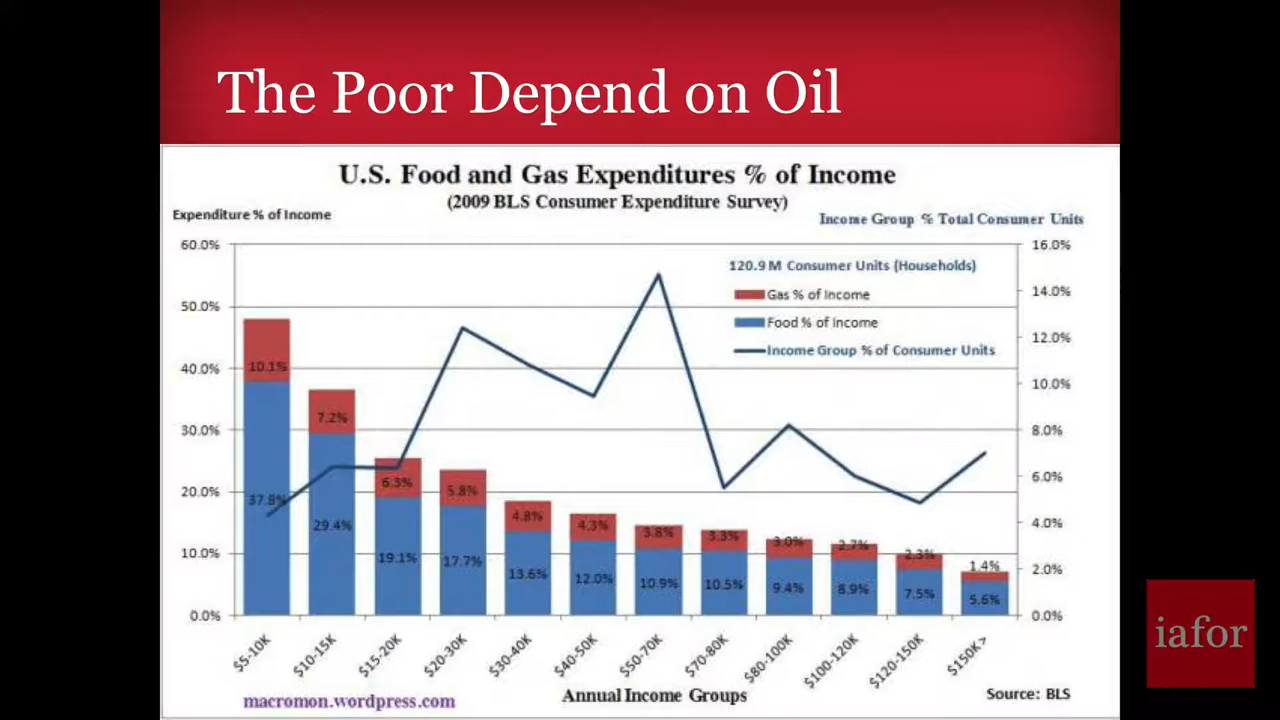 The Poor Depend on Oil
U.S. Food and Gas Expenditures % of Income
(2009 BLS Consumer Expenditure Survey)
Expenditure % of Income
Income Group % Total Consumer Units
60.0%
50.0%
40.0%
30.0%
20.0%
10.0%
0.0%
16.0%
14.0%
12.0%
10.0%
8.0%
6.0%
4.0%
2.0%
0.0%
120.9 M Consumer Units (Households)
Gas % of Income
Food % of Income
Income Group % of Consumer Units
10.1%
7.2%
6.3%
5.8%
4.8%
4.3%
3.8%
3.3%
3.0%
2.7%
2.3%
1.4%
37.8%
29.4%
19.1%
17.7%
13.6%
12.0%
10.9%
10.5%
9.4%
8.9%
7.5%
5.6%
$5-10K
$10-15K
$15-20K
$20-30K
$30-40K
$40-50K
$50-70K
$70-80K
$80-100K
$100-120K
$120-150K
$150K>
macromon.wordpress.com
Annual Income Groups
Source: BLS
iafor